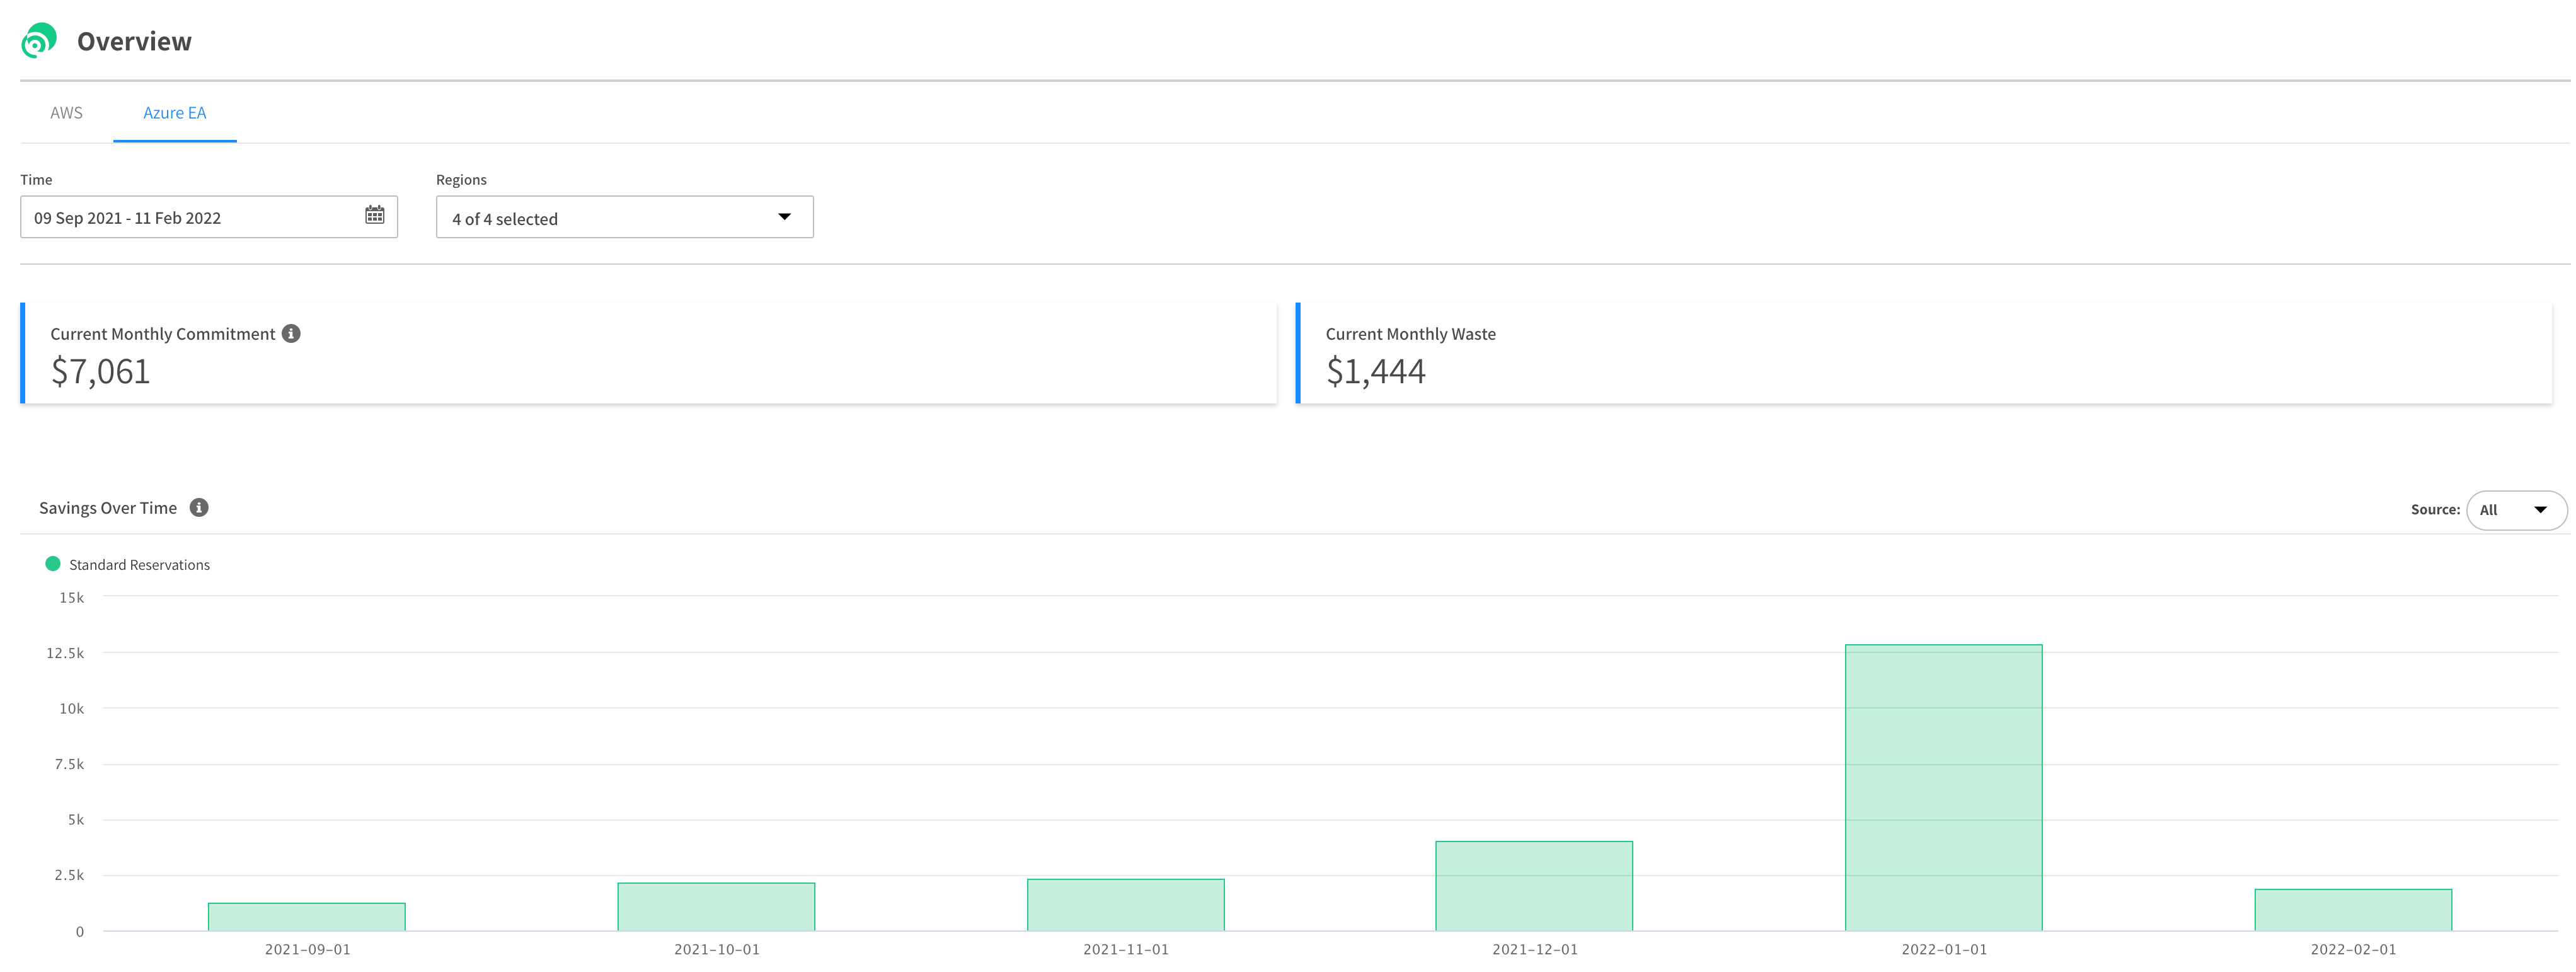 Overview
AWS
Azure EA
Time
Regions
09 Sep 2021 - 11 Feb 2022
4 of 4 selected
Current Monthly Commitment
$7,061
Current Monthly Waste
$1,444
Savings Over Time
Source: All
Standard Reservations
15k
12.5k
10k
7.5k
5k
2.5k
0
2021-09-01
2021-10-01
2021-11-01
2021-12-01
2022-01-01
2022-02-01